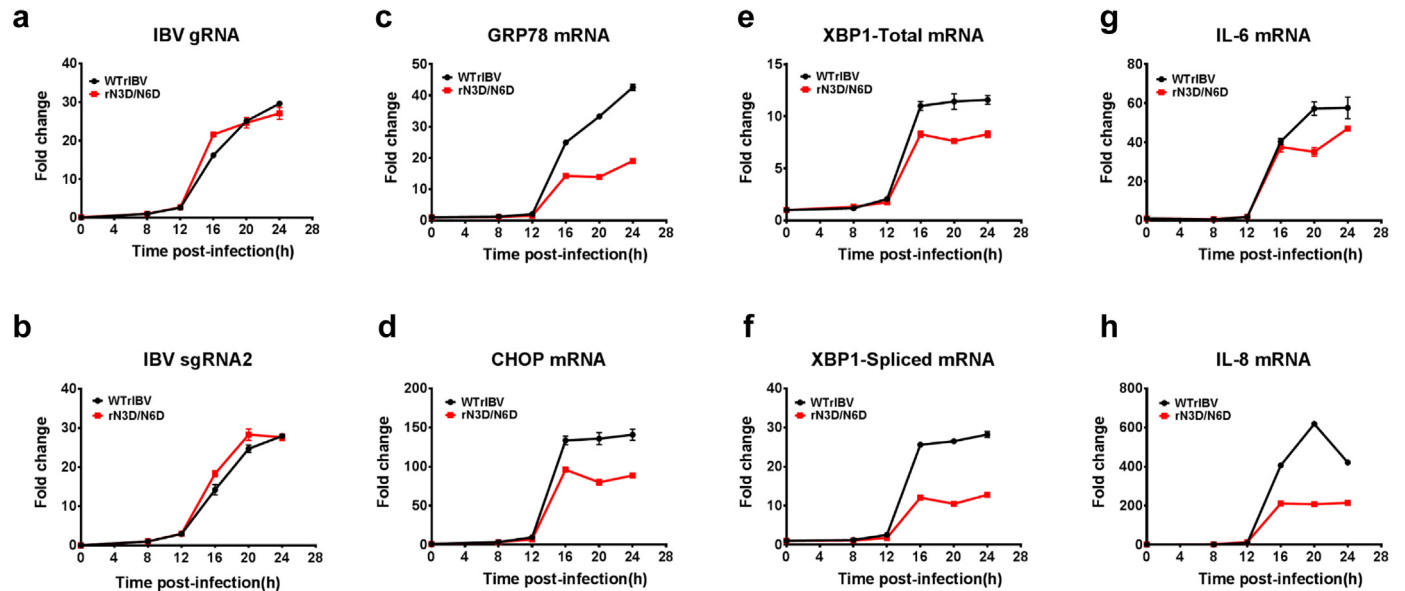 a
IBV gRNA
Fold change
40
30
20
10
0
WTrIBV
rN3D/N6D
0 4 8 12 16 20 24 28
Time post-infection(h)
c
GRP78 mRNA
Fold change
50
40
30
20
10
0
WTrIBV
rN3D/N6D
0 4 8 12 16 20 24 28
Time post-infection(h)
e
XBP1-Total mRNA
Fold change
15
10
5
0
WTrIBV
rN3D/N6D
0 4 8 12 16 20 24 28
Time post-infection(h)
g
IL-6 mRNA
Fold change
80
60
40
20
0
WTrIBV
rN3D/N6D
0 4 8 12 16 20 24 28
Time post-infection(h)
b
IBV sgRNA2
Fold change
40
30
20
10
0
WTrIBV
rN3D/N6D
0 4 8 12 16 20 24 28
Time post-infection(h)
d
CHOP mRNA
Fold change
200
150
100
50
0
WTrIBV
rN3D/N6D
0 4 8 12 16 20 24 28
Time post-infection(h)
f
XBP1-Spliced mRNA
Fold change
40
30
20
10
0
WTrIBV
rN3D/N6D
0 4 8 12 16 20 24 28
Time post-infection(h)
h
IL-8 mRNA
Fold change
800
600
400
200
0
WTrIBV
rN3D/N6D
0 4 8 12 16 20 24 28
Time post-infection(h)